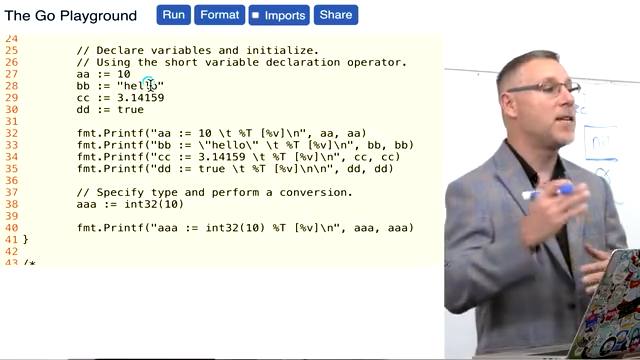 The Go Playground Run Format Imports Share
24
25 // Declare variables and initialize.
26 // Using the short variable declaration operator.
27 aa := 10
28 bb := "hello"
29 cc := 3.14159
30 dd := true
31
32 fmt.Printf("aa := 10 \t %T [%v]\n", aa, aa)
33 fmt.Printf("bb := \"hello\" \t %T [%v]\n", bb, bb)
34 fmt.Printf("cc := 3.14159 \t %T [%v]\n", cc, cc)
35 fmt.Printf("dd := true \t %T [%v]\n\n", dd, dd)
36
37 // Specify type and perform a conversion.
38 aaa := int32(10)
39
40 fmt.Printf("aaa := int32(10) %T [%v]\n", aaa, aaa)
41 }
42
43 /*
nil